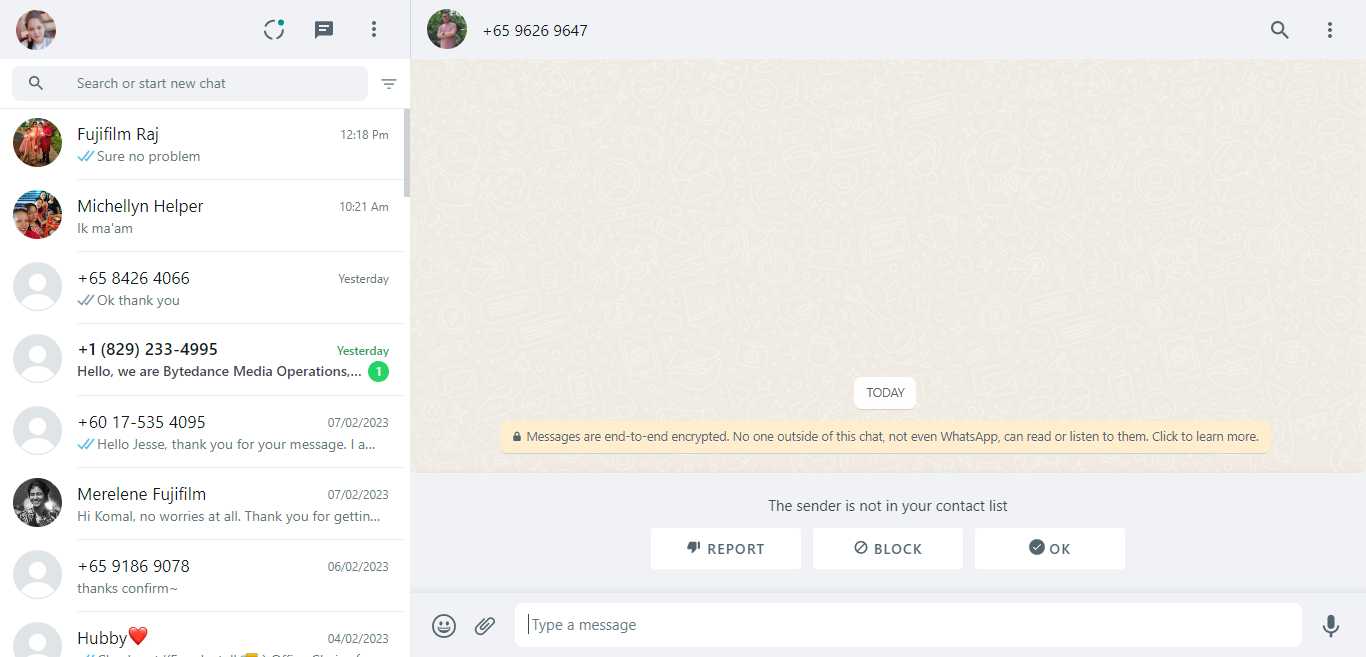 +65 9626 9647
Search or start new chat
Fujifilm Raj
12:18 Pm
Sure no problem
Michellyn Helper
10:21 Am
Ik ma'am
+65 8426 4066
Yesterday
Ok thank you
+1 (829) 233-4995
Yesterday
Hello, we are Bytedance Media Operations,...
1
+60 17-535 4095
07/02/2023
Hello Jesse, thank you for your message. I a...
Merelene Fujifilm
07/02/2023
Hi Komal, no worries at all. Thank you for gettin...
+65 9186 9078
06/02/2023
thanks confirm~
Hubby❤️
04/02/2023
TODAY
Messages are end-to-end encrypted. No one outside of this chat, not even WhatsApp, can read or listen to them. Click to learn more.
The sender is not in your contact list
REPORT
BLOCK
OK
Type a message